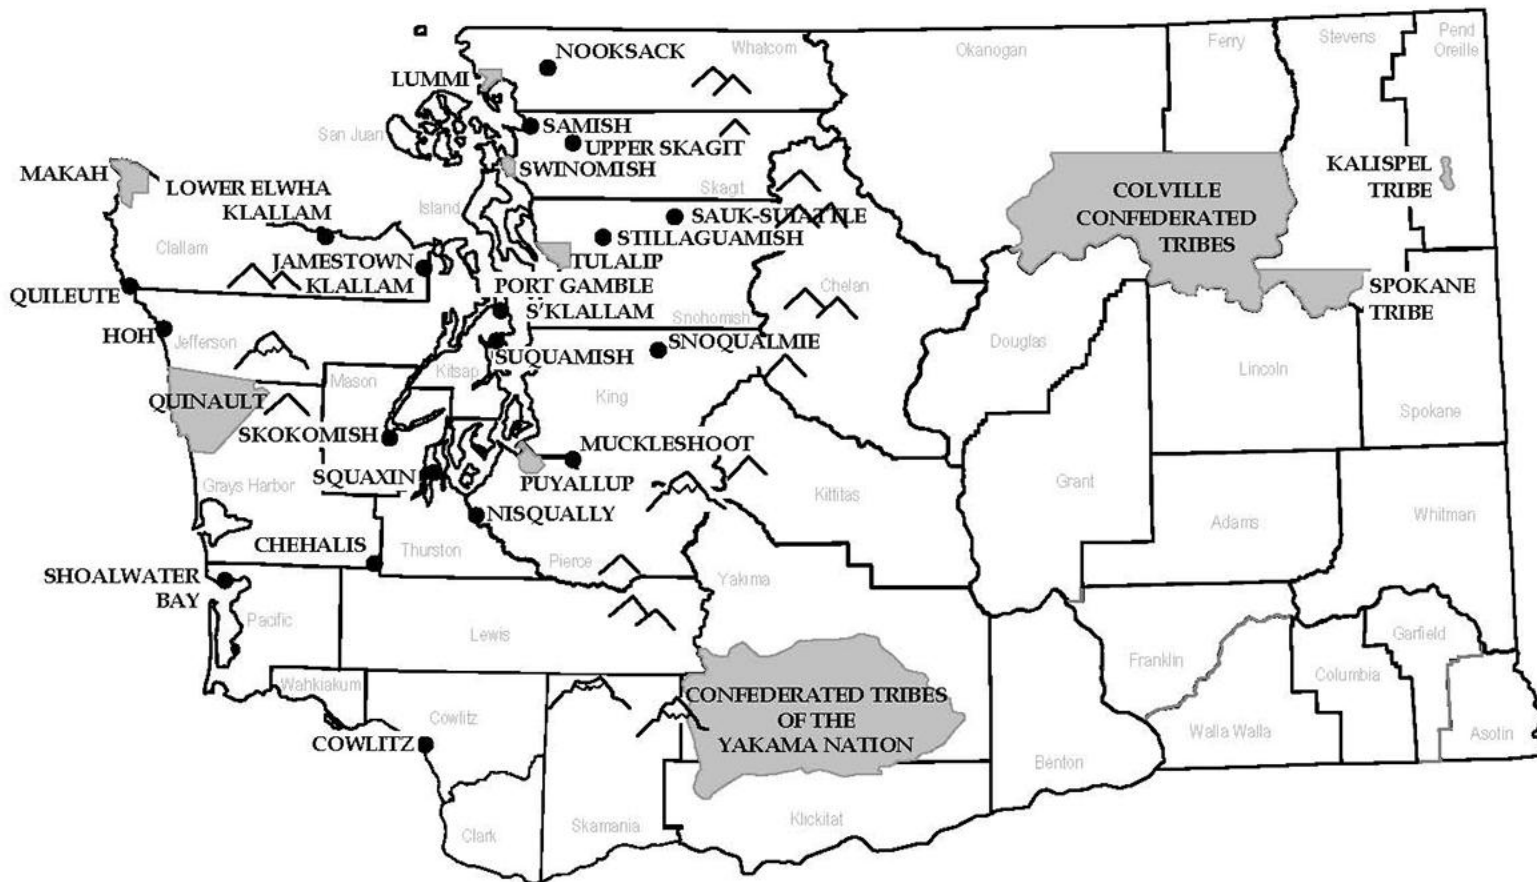 NOOKSACK
Whatcom
Okanogan
Ferry
Stevens
Pend
Oreille
LUMMI
San Juan
SAMISH
UPPER SKAGIT
SWINOMISH
Skagit
MAKAH
LOWER ELWHA
KLALLAM
Island
KALISPEL
TRIBE
COLVILLE
CONFEDERATED
TRIBES
SAUK-SUIATTLE
STILLAGUAMISH
Clallam
JAMESTOWN
KLALLAM
TULALIP
PORT GAMBLE
S'KLALLAM
Chelan
SPOKANE
TRIBE
QUILEUTE
HOH
Jefferson
Snohomish
SUQUAMISH
SNOQUALMIE
Douglas
Lincoln
Mason
Kitsap
King
QUINAULT
Spokane
SKOKOMISH
MUCKLESHOOT
SQUAXIN
PUYALLUP
Grays Harbor
Kittitas
Grant
Adams
Whitman
NISQUALLY
CHEHALIS
Thurston
Pierce
Yakima
SHOALWATER
BAY
Pacific
Lewis
Garfield
Franklin
Columbia
Wahkiakum
Cowlitz
CONFEDERATED TRIBES
OF THE
YAKAMA NATION
COWLITZ
Walla Walla
Asotin
Benton
Clark
Skamania
Klickitat